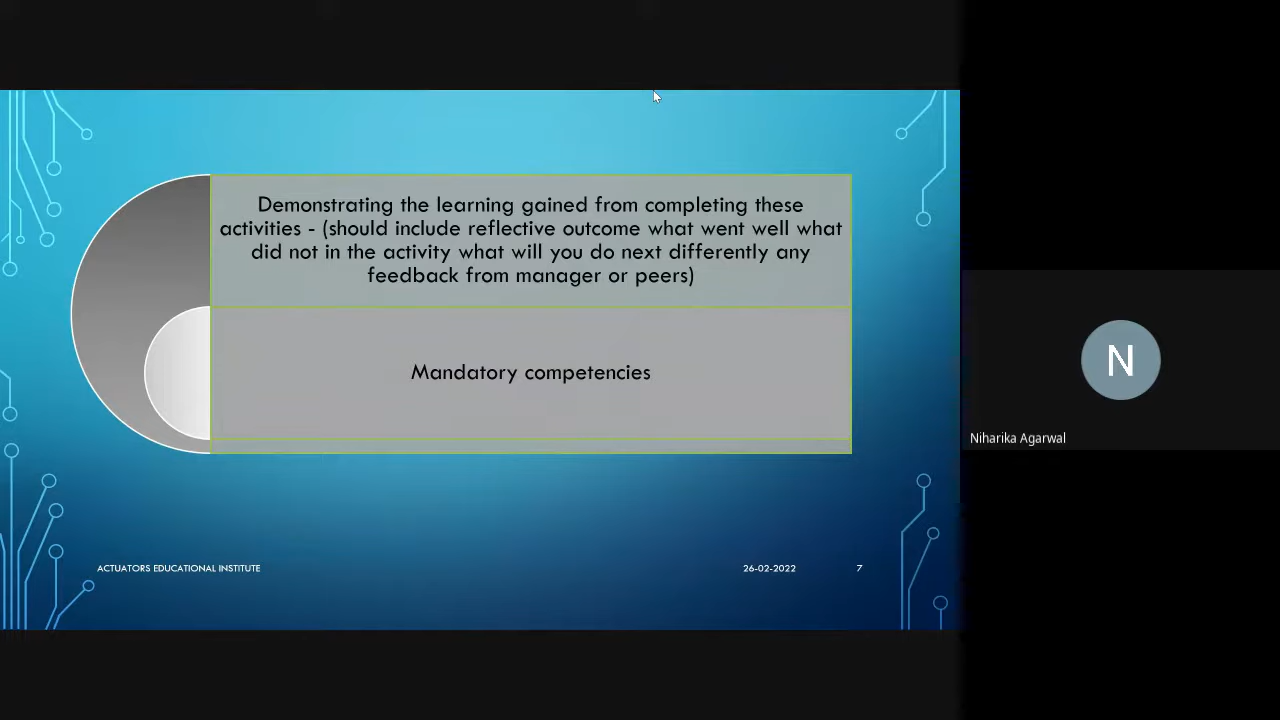 Demonstrating the learning gained from completing these
activities - (should include reflective outcome what went well what
did not in the activity what will you do next differently any
feedback from manager or peers)
Mandatory competencies
N
Niharika Agarwal
ACTUATORS EDUCATIONAL INSTITUTE
26-02-2022
7